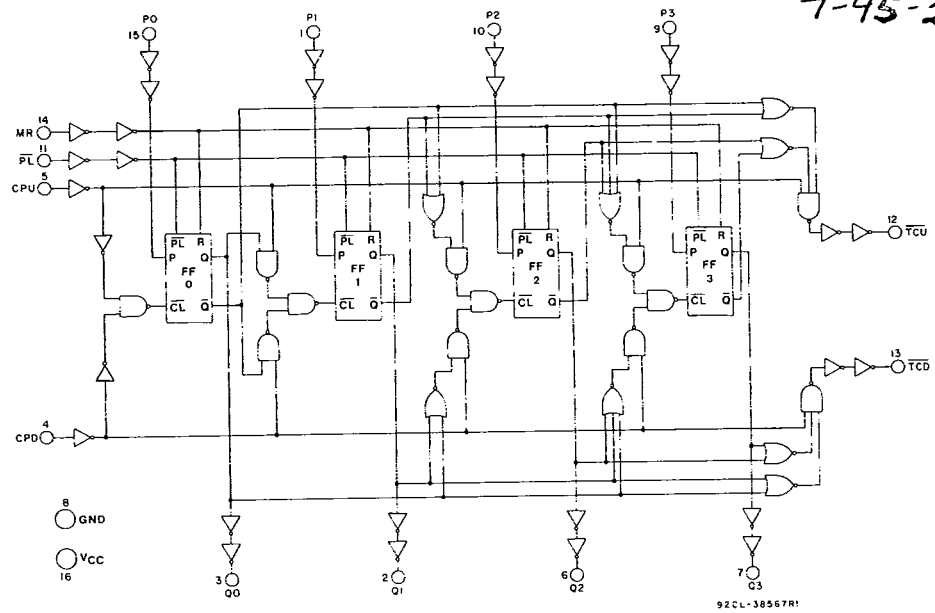 7-45-2
P0
15
P1
1
P2
10
P3
9
14
MR
11
PL
5
CPU
PL R
P Q
FF
0
CL Q
PL R
P Q
FF
1
CL Q
PL R
P Q
FF
2
CL Q
PL R
P Q
FF
3
CL Q
12
TCU
13
TCD
4
CPD
8
GND
VCC
16
3
Q0
2
Q1
6
Q2
7
Q3
92CL-38567R1